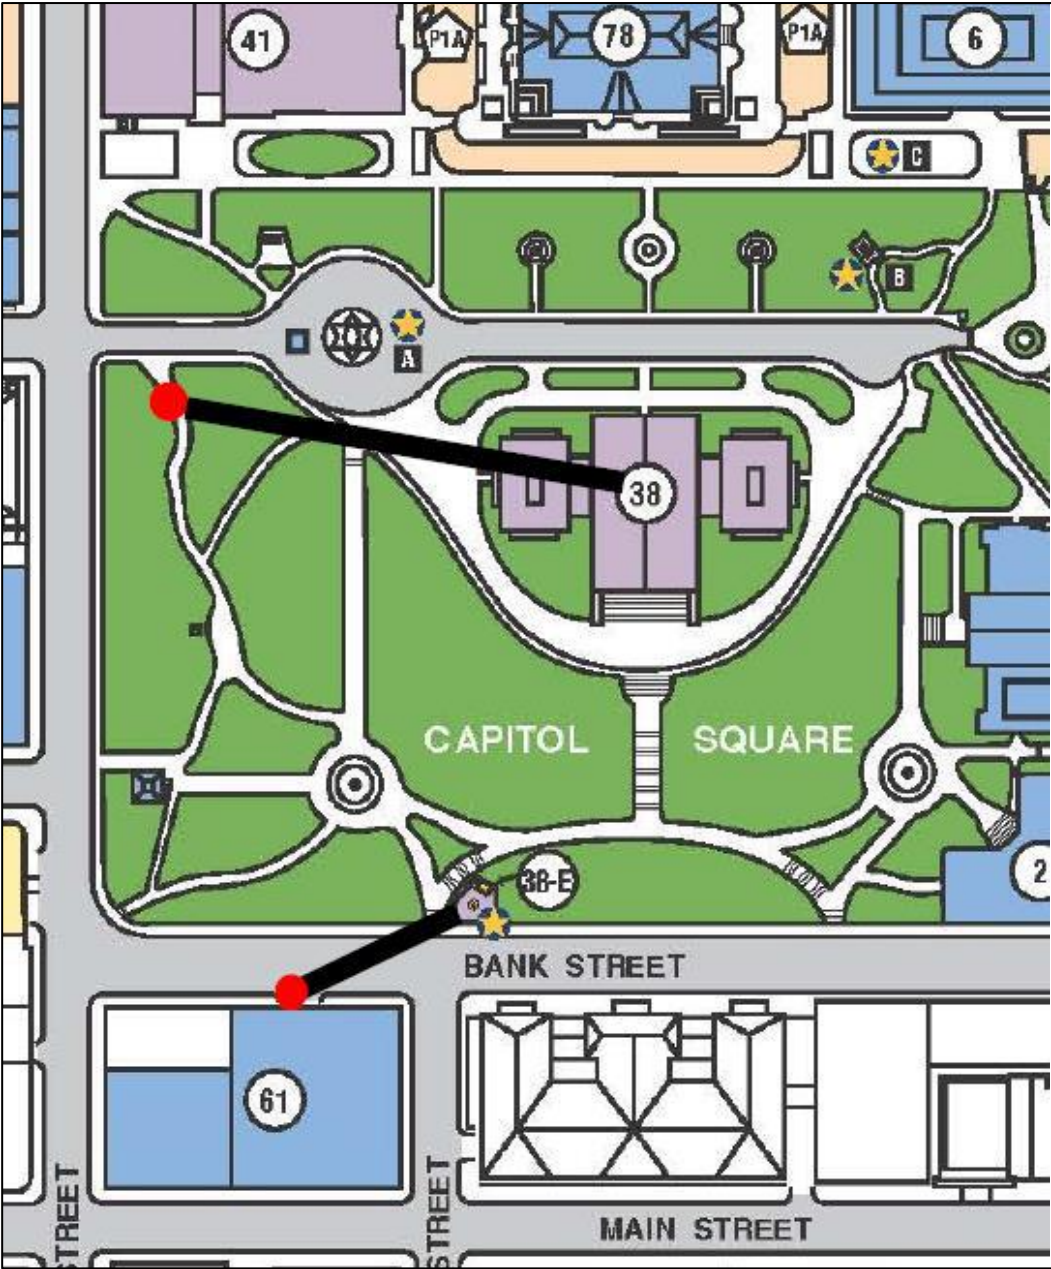 41
P1A
78
P1A
6
C
B
A
38
CAPITOL SQUARE
38-E
2
BANK STREET
61
STREET
STREET
MAIN STREET